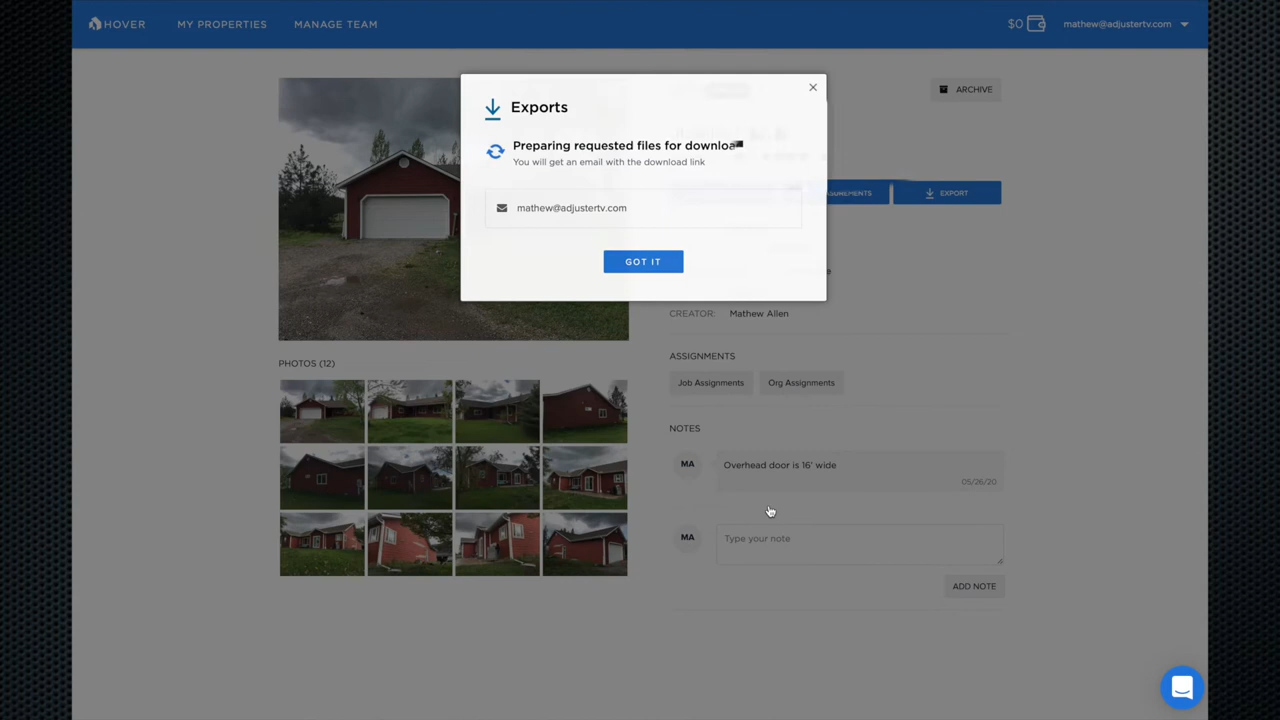 HOVER
MY PROPERTIES
MANAGE TEAM
$0
mathew@adjustertv.com
ARCHIVE
Exports
Preparing requested files for downloa
You will get an email with the download link
mathew@adjustertv.com
GOT IT
EXPORT
CREATOR: Mathew Allen
PHOTOS (12)
ASSIGNMENTS
Job Assignments
Org Assignments
NOTES
MA
Overhead door is 16' wide
05/26/20
MA
Type your note
ADD NOTE